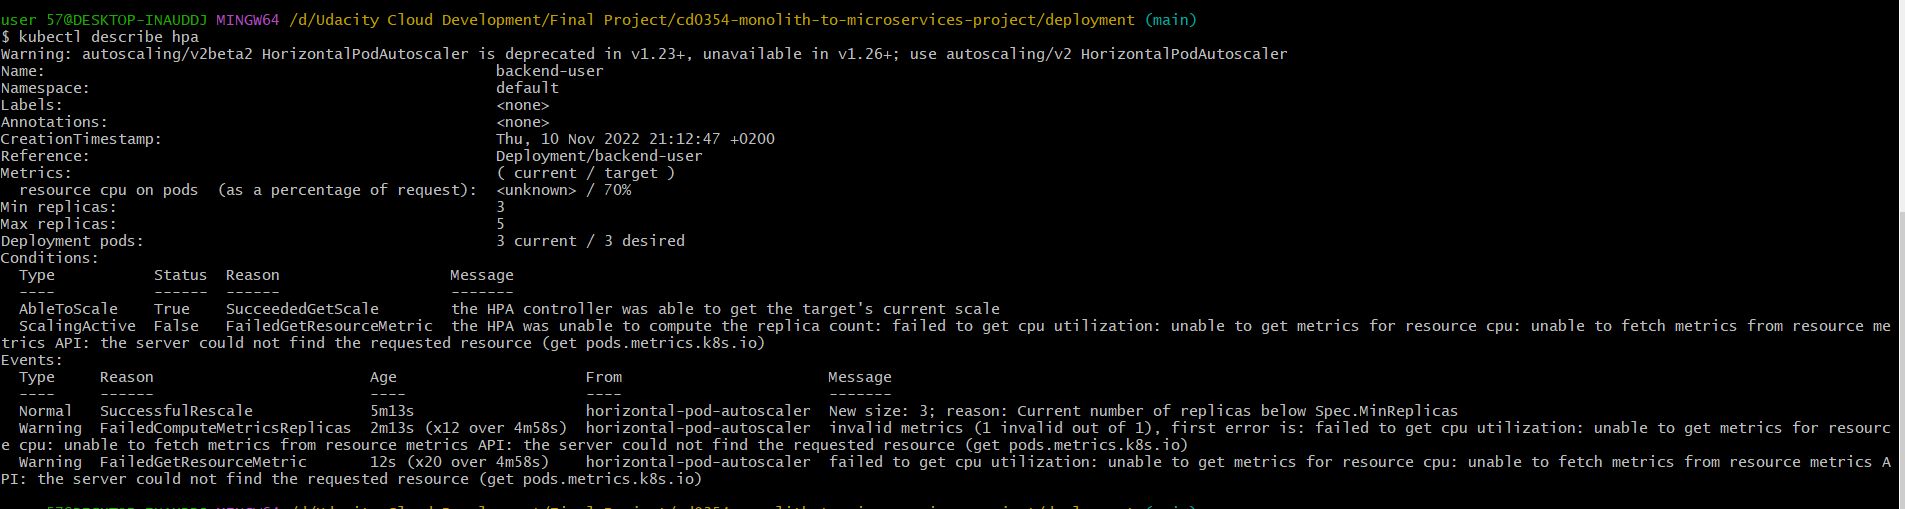 user 57@DESKTOP-INAUDDJ MINGW64 /d/Udacity Cloud Development/Final Project/cd0354-monolith-to-microservices-project/deployment (main)
$ kubectl describe hpa
Warning: autoscaling/v2beta2 HorizontalPodAutoscaler is deprecated in v1.23+, unavailable in v1.26+; use autoscaling/v2 HorizontalPodAutoscaler
Name: backend-user
Namespace: default
Labels: <none>
Annotations: <none>
CreationTimestamp: Thu, 10 Nov 2022 21:12:47 +0200
Reference: Deployment/backend-user
Metrics: ( current / target )
resource cpu on pods (as a percentage of request): <unknown> / 70%
Min replicas: 3
Max replicas: 5
Deployment pods: 3 current / 3 desired
Conditions:
Type Status Reason Message
---- ------ ------ -------
AbleToScale True SucceededGetScale the HPA controller was able to get the target's current scale
ScalingActive False FailedGetResourceMetric the HPA was unable to compute the replica count: failed to get cpu utilization: unable to get metrics for resource cpu: unable to fetch metrics from resource me
trics API: the server could not find the requested resource (get pods.metrics.k8s.io)
Events:
Type Reason Age From Message
---- ------ ---- ---- -------
Normal SuccessfulRescale 5m13s horizontal-pod-autoscaler New size: 3; reason: Current number of replicas below Spec.MinReplicas
Warning FailedComputeMetricsReplicas 2m13s (x12 over 4m58s) horizontal-pod-autoscaler invalid metrics (1 invalid out of 1), first error is: failed to get cpu utilization: unable to get metrics for resourc
e cpu: unable to fetch metrics from resource metrics API: the server could not find the requested resource (get pods.metrics.k8s.io)
Warning FailedGetResourceMetric 12s (x20 over 4m58s) horizontal-pod-autoscaler failed to get cpu utilization: unable to get metrics for resource cpu: unable to fetch metrics from resource metrics A
PI: the server could not find the requested resource (get pods.metrics.k8s.io)